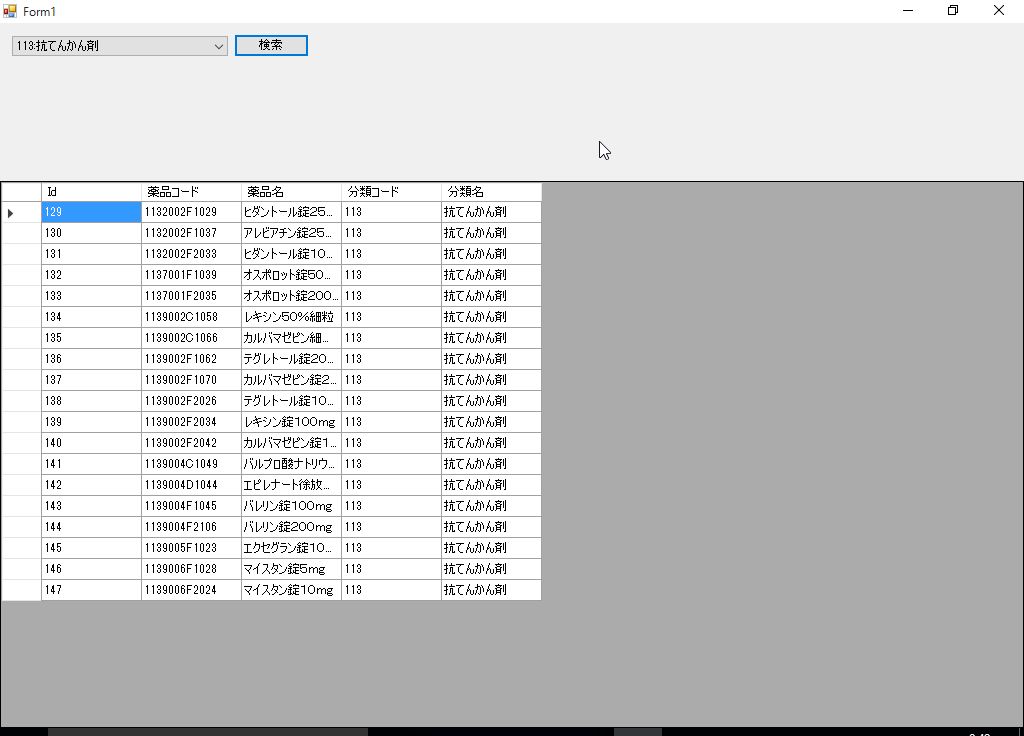 Form1
113:抗てんかん剤 検索
Id 薬品コード 薬品名 分類コード 分類名
129 1132002F1029 ヒダントール錠25... 113 抗てんかん剤
130 1132002F1037 アレビアチン錠25... 113 抗てんかん剤
131 1132002F2033 ヒダントール錠10... 113 抗てんかん剤
132 1137001F1039 オスポロット錠50... 113 抗てんかん剤
133 1137001F2035 オスポロット錠200... 113 抗てんかん剤
134 1139002C1058 レキシン50%細粒 113 抗てんかん剤
135 1139002C1066 カルバマゼピン細... 113 抗てんかん剤
136 1139002F1062 テグレトール錠20... 113 抗てんかん剤
137 1139002F1070 カルバマゼピン錠2... 113 抗てんかん剤
138 1139002F2026 テグレトール錠10... 113 抗てんかん剤
139 1139002F2034 レキシン錠100mg 113 抗てんかん剤
140 1139002F2042 カルバマゼピン錠1... 113 抗てんかん剤
141 1139004C1049 バルプロ酸ナトリウ... 113 抗てんかん剤
142 1139004D1044 エピレナート徐放... 113 抗てんかん剤
143 1139004F1045 バレリン錠100mg 113 抗てんかん剤
144 1139004F2106 バレリン錠200mg 113 抗てんかん剤
145 1139005F1023 エクセグラン錠10... 113 抗てんかん剤
146 1139006F1028 マイスタン錠5mg 113 抗てんかん剤
147 1139006F2024 マイスタン錠10mg 113 抗てんかん剤